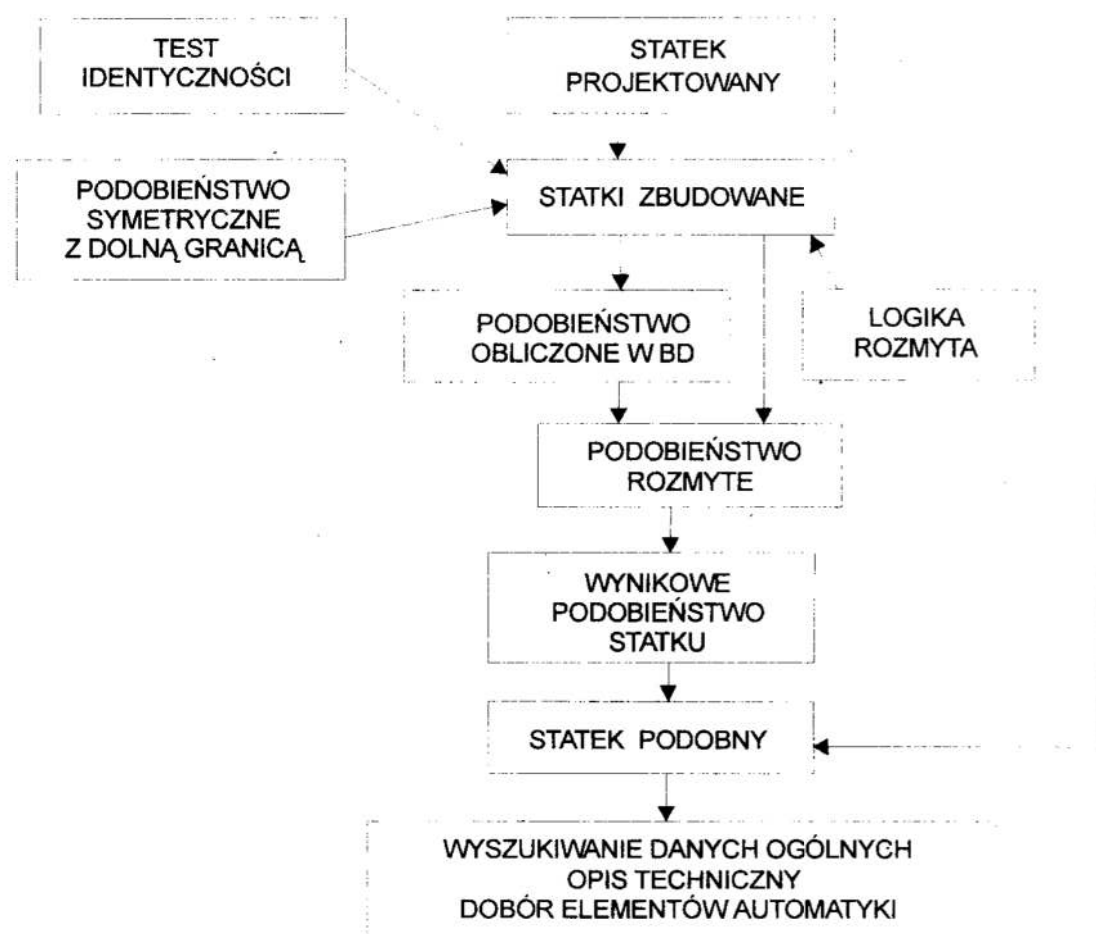 TEST
IDENTYCZNOŚCI
STATEK
PROJEKTOWANY
PODOBIEŃSTWO
SYMETRYCZNE
Z DOLNĄ GRANICĄ
STATKI ZBUDOWANE
PODOBIEŃSTWO
OBLICZONE W BD
LOGIKA
ROZMYTA
PODOBIEŃSTWO
ROZMYTE
WYNIKOWE
PODOBIEŃSTWO
STATKU
STATEK PODOBNY
WYSZUKIWANIE DANYCH OGÓLNYCH
OPIS TECHNICZNY
DOBÓR ELEMENTÓW AUTOMATYKI